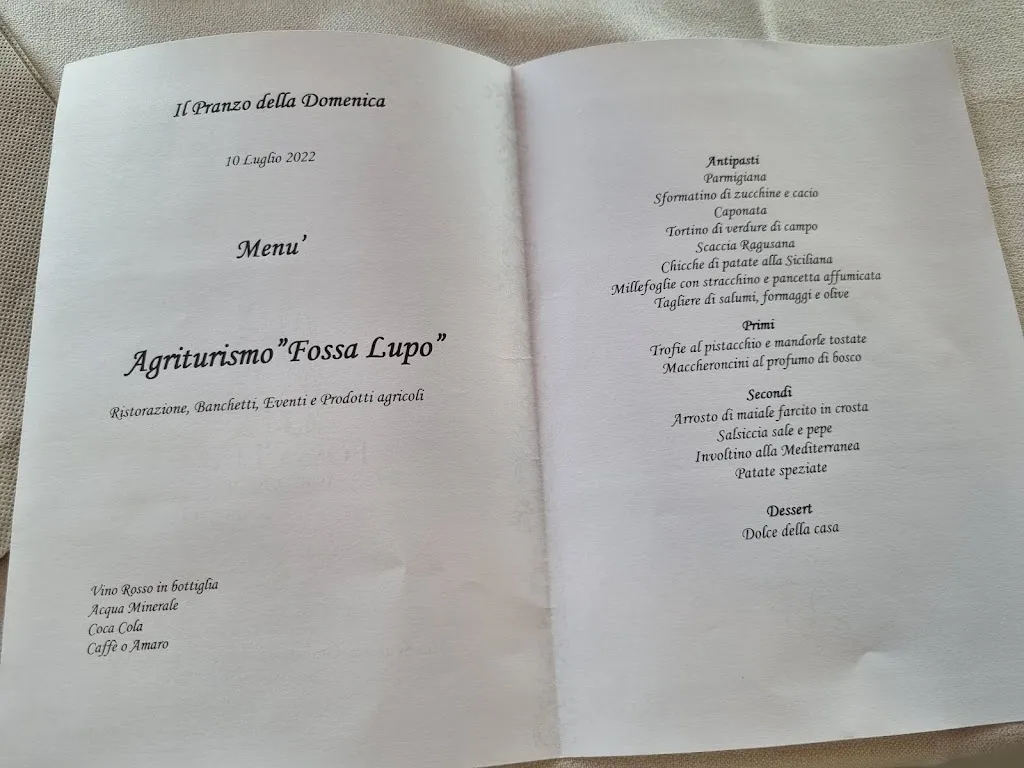 Il Pranzo della Domenica
10 Luglio 2022
Menu'
Agriturismo "Fossa Lupo"
Ristorazione, Banchetti, Eventi e Prodotti agricoli
Vino Rosso in bottiglia
Acqua Minerale
Coca Cola
Caffè o Amaro
Antipasti
Parmigiana
Sformatino di zucchine e cacio
Caponata
Tortino di verdure di campo
Scaccia Ragusana
Chicche di patate alla Siciliana
Millefoglie con stracchino e pancetta affumicata
Tagliere di salumi, formaggi e olive
Primi
Trofie al pistacchio e mandorle tostate
Maccheroncini al profumo di bosco
Secondi
Arrosto di maiale farcito in crosta
Salsiccia sale e pepe
Involtino alla Mediterranea
Patate speziate
Dessert
Dolce della casa